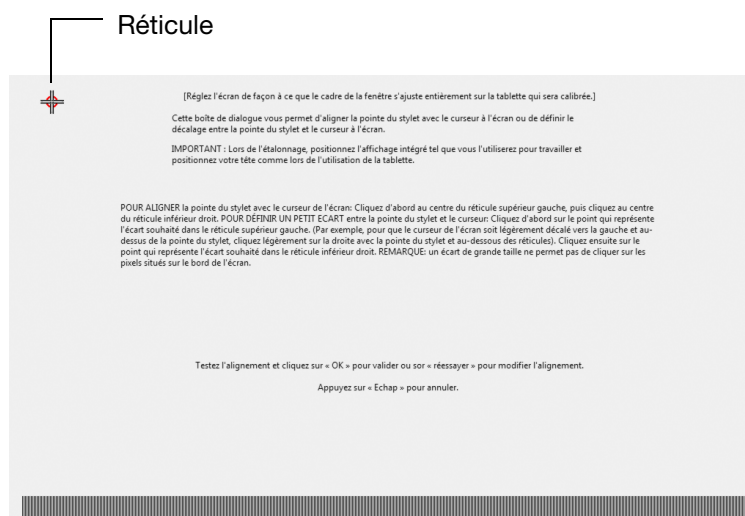 Réticule
[Réglez l'écran de façon à ce que le cadre de la fenêtre s'ajuste entièrement sur la tablette qui sera calibrée.]
Cette boîte de dialogue vous permet d'aligner la pointe du stylet avec le curseur à l'écran ou de définir le
décalage entre la pointe du stylet et le curseur à l'écran.
IMPORTANT : Lors de l'étalonnage, positionnez l'affichage intégré tel que vous l'utiliserez pour travailler et
positionnez votre tête comme lors de l'utilisation de la tablette.
POUR ALIGNER la pointe du stylet avec le curseur de l'écran: Cliquez d'abord au centre du réticule supérieur gauche, puis cliquez au centre
du réticule inférieur droit. POUR DÉFINIR UN PETIT ECART entre la pointe du stylet et le curseur: Cliquez d'abord sur le point qui représente
l'écart souhaité dans le réticule supérieur gauche. (Par exemple, pour que le curseur de l'écran soit légèrement décalé vers la gauche et au-
dessus de la pointe du stylet, cliquez légèrement sur la droite avec la pointe du stylet et au-dessous des réticules). Cliquez ensuite sur le
point qui représente l'écart souhaité dans le réticule inférieur droit. REMARQUE: un écart de grande taille ne permet pas de cliquer sur les
pixels situés sur le bord de l'écran.
Testez l'alignement et cliquez sur « OK » pour valider ou sor « réessayer » pour modifier l'alignement.
Appuyez sur « Echap » pour annuler.